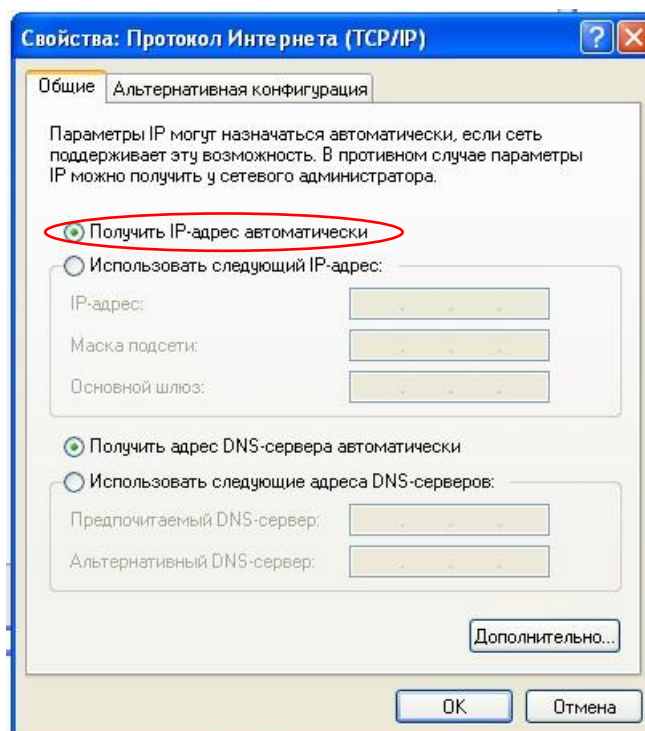 Свойства: Протокол Интернета (TCP/IP)
Общие
Альтернативная конфигурация
Параметры IP могут назначаться автоматически, если сеть
поддерживает эту возможность. В противном случае параметры
IP можно получить у сетевого администратора.
Получить IP-адрес автоматически
Использовать следующий IP-адрес:
IP-адрес:
Маска подсети:
Основной шлюз:
Получить адрес DNS-сервера автоматически
Использовать следующие адреса DNS-серверов:
Предпочитаемый DNS-сервер:
Альтернативный DNS-сервер:
Дополнительно...
OK
Отмена